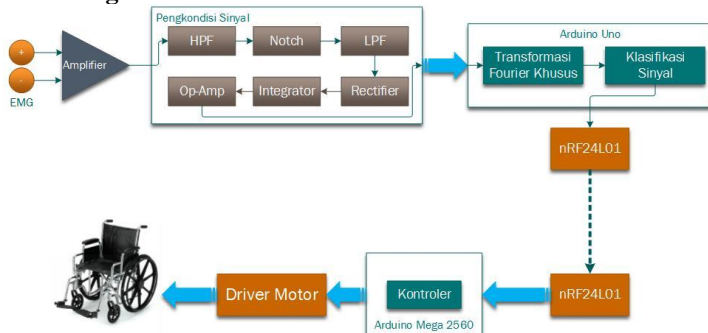 Pengkondisi Sinyal
Arduino Uno
+
-
EMG
Amplifier
HPF
Notch
LPF
Op-Amp
Integrator
Rectifier
Transformasi
Fourier Khusus
Klasifikasi
Sinyal
nRF24L01
nRF24L01
Kontroler
Arduino Mega 2560
Driver Motor